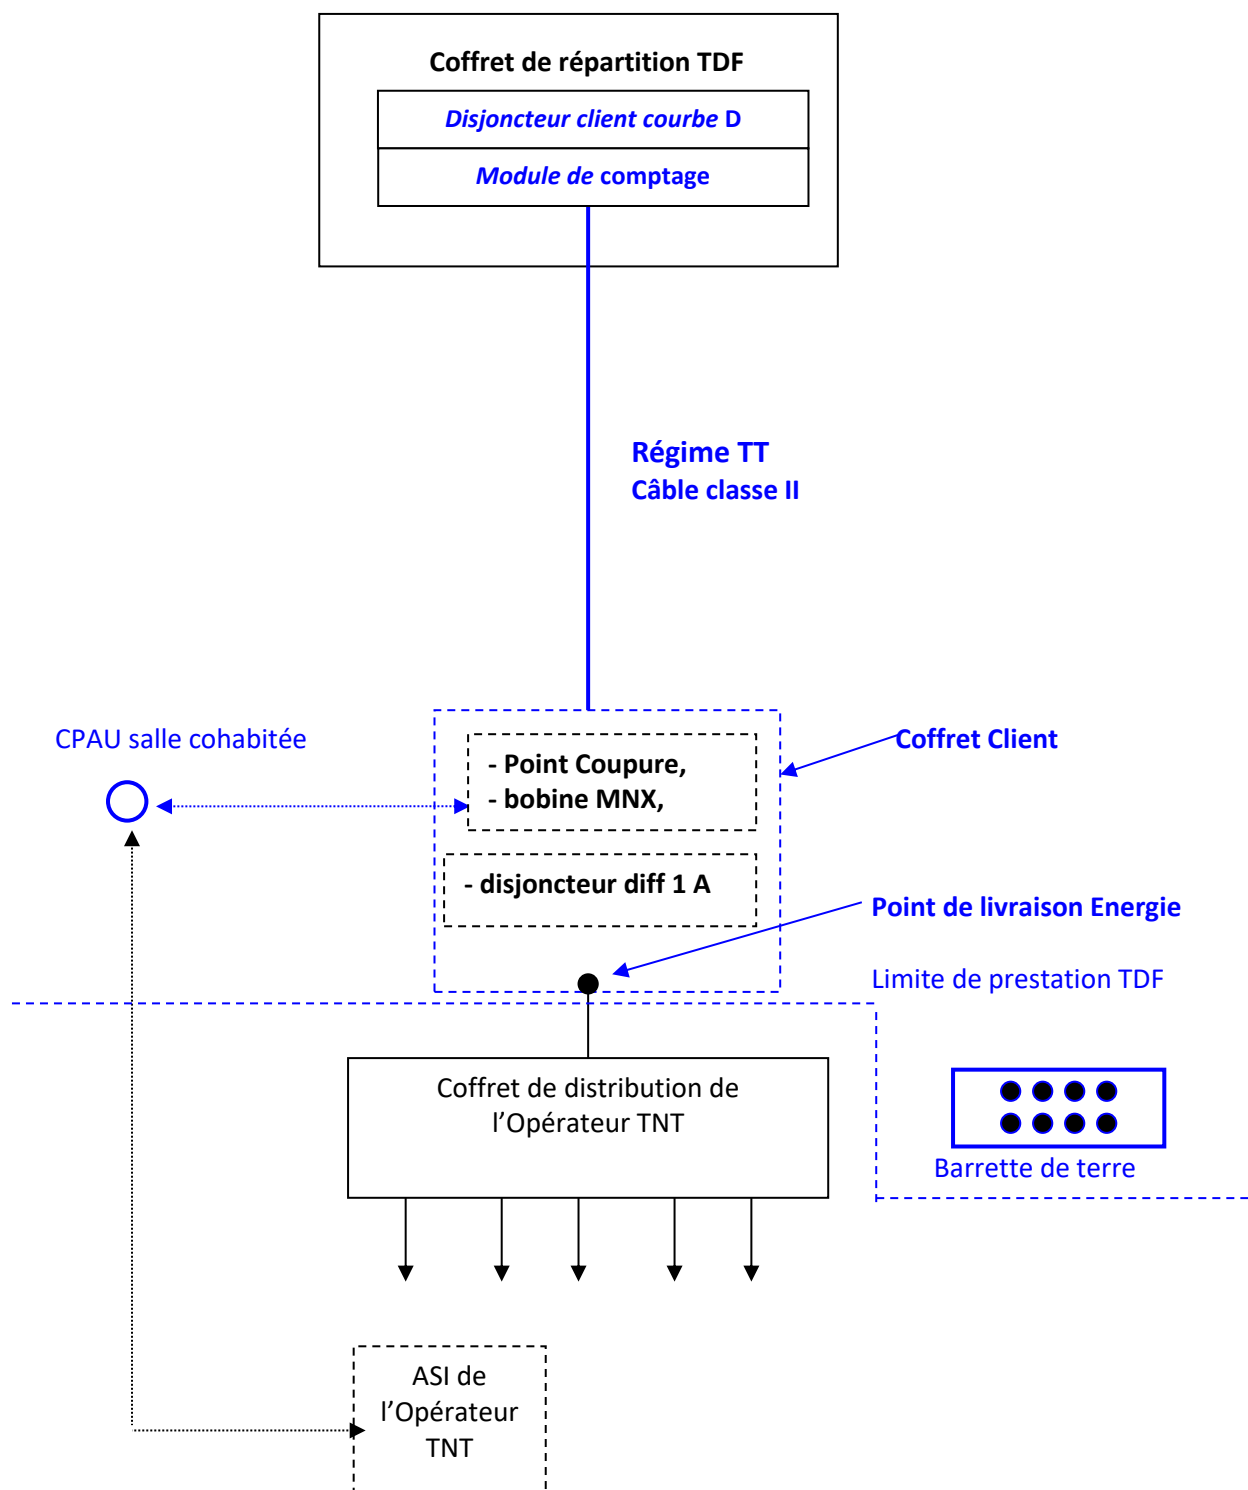 Coffret de répartition TDF
Disjoncteur client courbe D
Module de comptage
Régime TT
Câble classe II
CPAU salle cohabitée
Coffret Client
- Point Coupure,
- bobine MNX,
- disjoncteur diff 1 A
Point de livraison Energie
Limite de prestation TDF
Coffret de distribution de
l’Opérateur TNT
Barrette de terre
ASI de
l’Opérateur
TNT